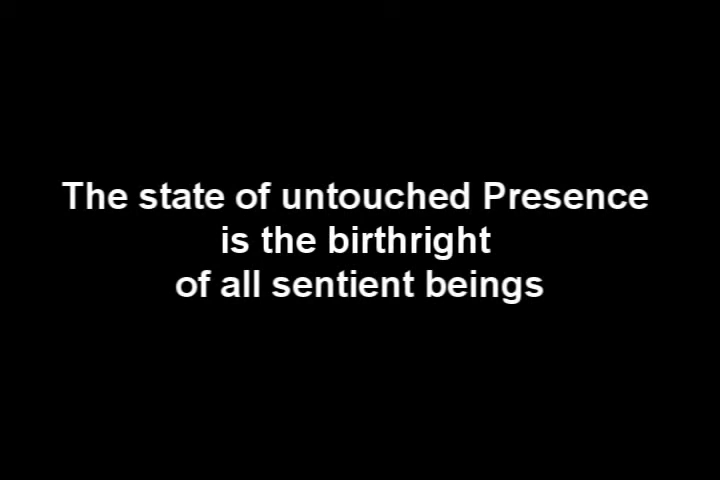 The state of untouched Presence
is the birthright
of all sentient beings